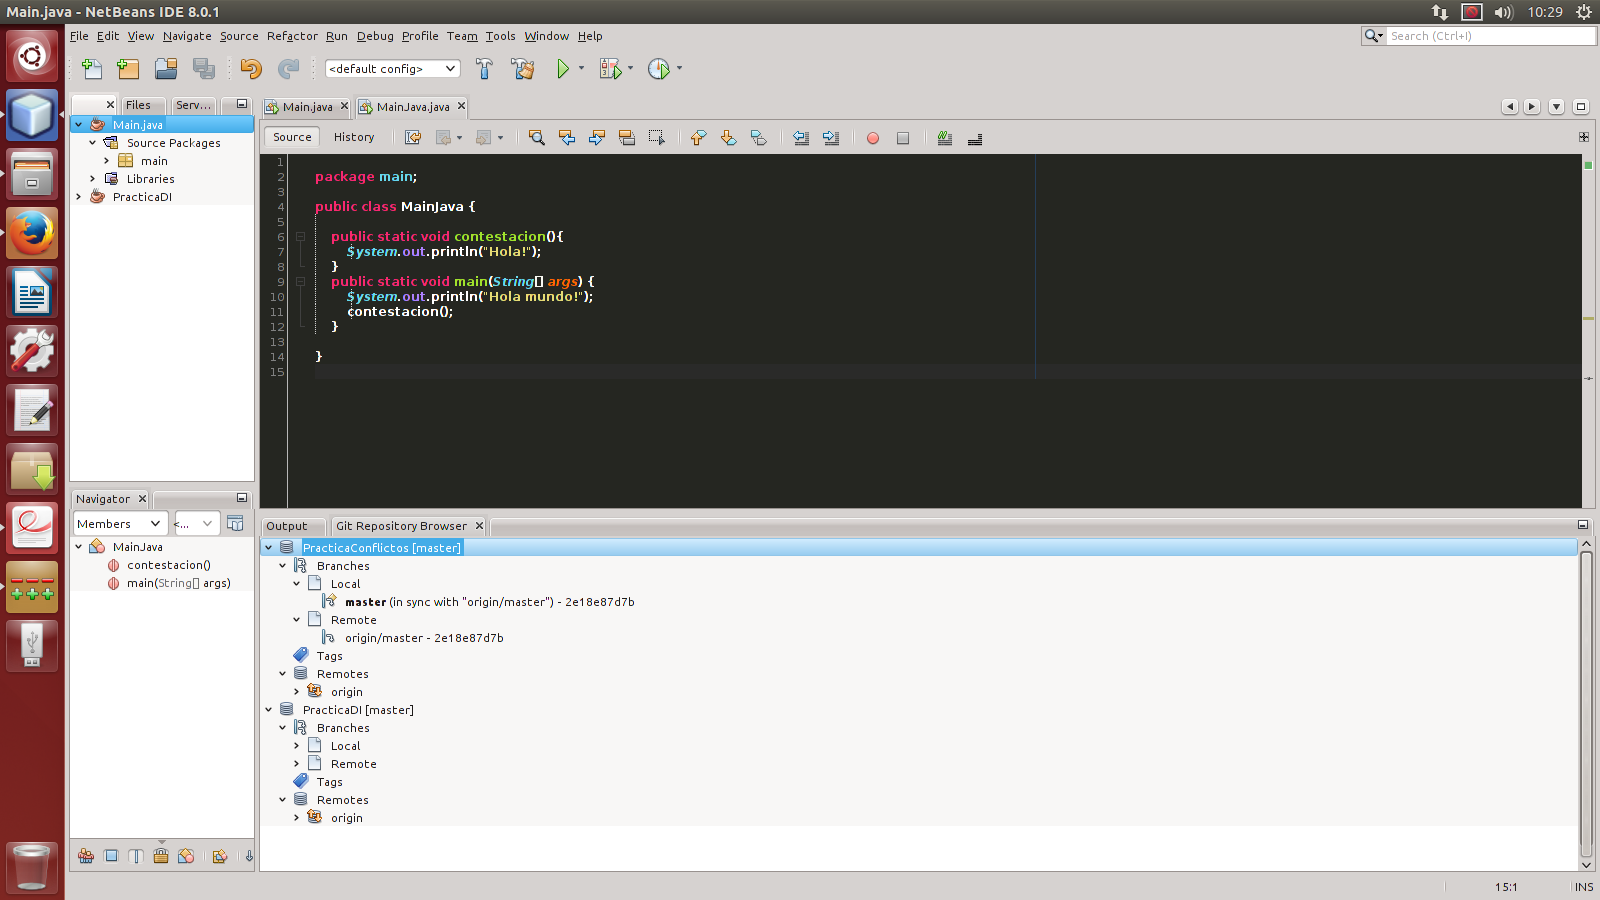 Main.java - NetBeans IDE 8.0.1
10:29
File Edit View Navigate Source Refactor Run Debug Profile Team Tools Window Help
Search (Ctrl+I)
<default config>
Files
Serv...
Main.java
MainJava.java
Main.java
Source Packages
main
Libraries
PracticaDI
Source
History
1
2 package main;
3
4 public class MainJava {
5
6 public static void contestacion(){
7 System.out.println("Hola!");
8 }
9 public static void main(String[] args) {
10 System.out.println("Hola mundo!");
11 contestacion();
12 }
13
14 }
15
Navigator
Members
<...
MainJava
contestacion()
main(String[] args)
Output
Git Repository Browser
PracticaConflictos [master]
Branches
Local
master (in sync with "origin/master") - 2e18e87d7b
Remote
origin/master - 2e18e87d7b
Tags
Remotes
origin
PracticaDI [master]
Branches
Local
Remote
Tags
Remotes
origin
15:1
INS